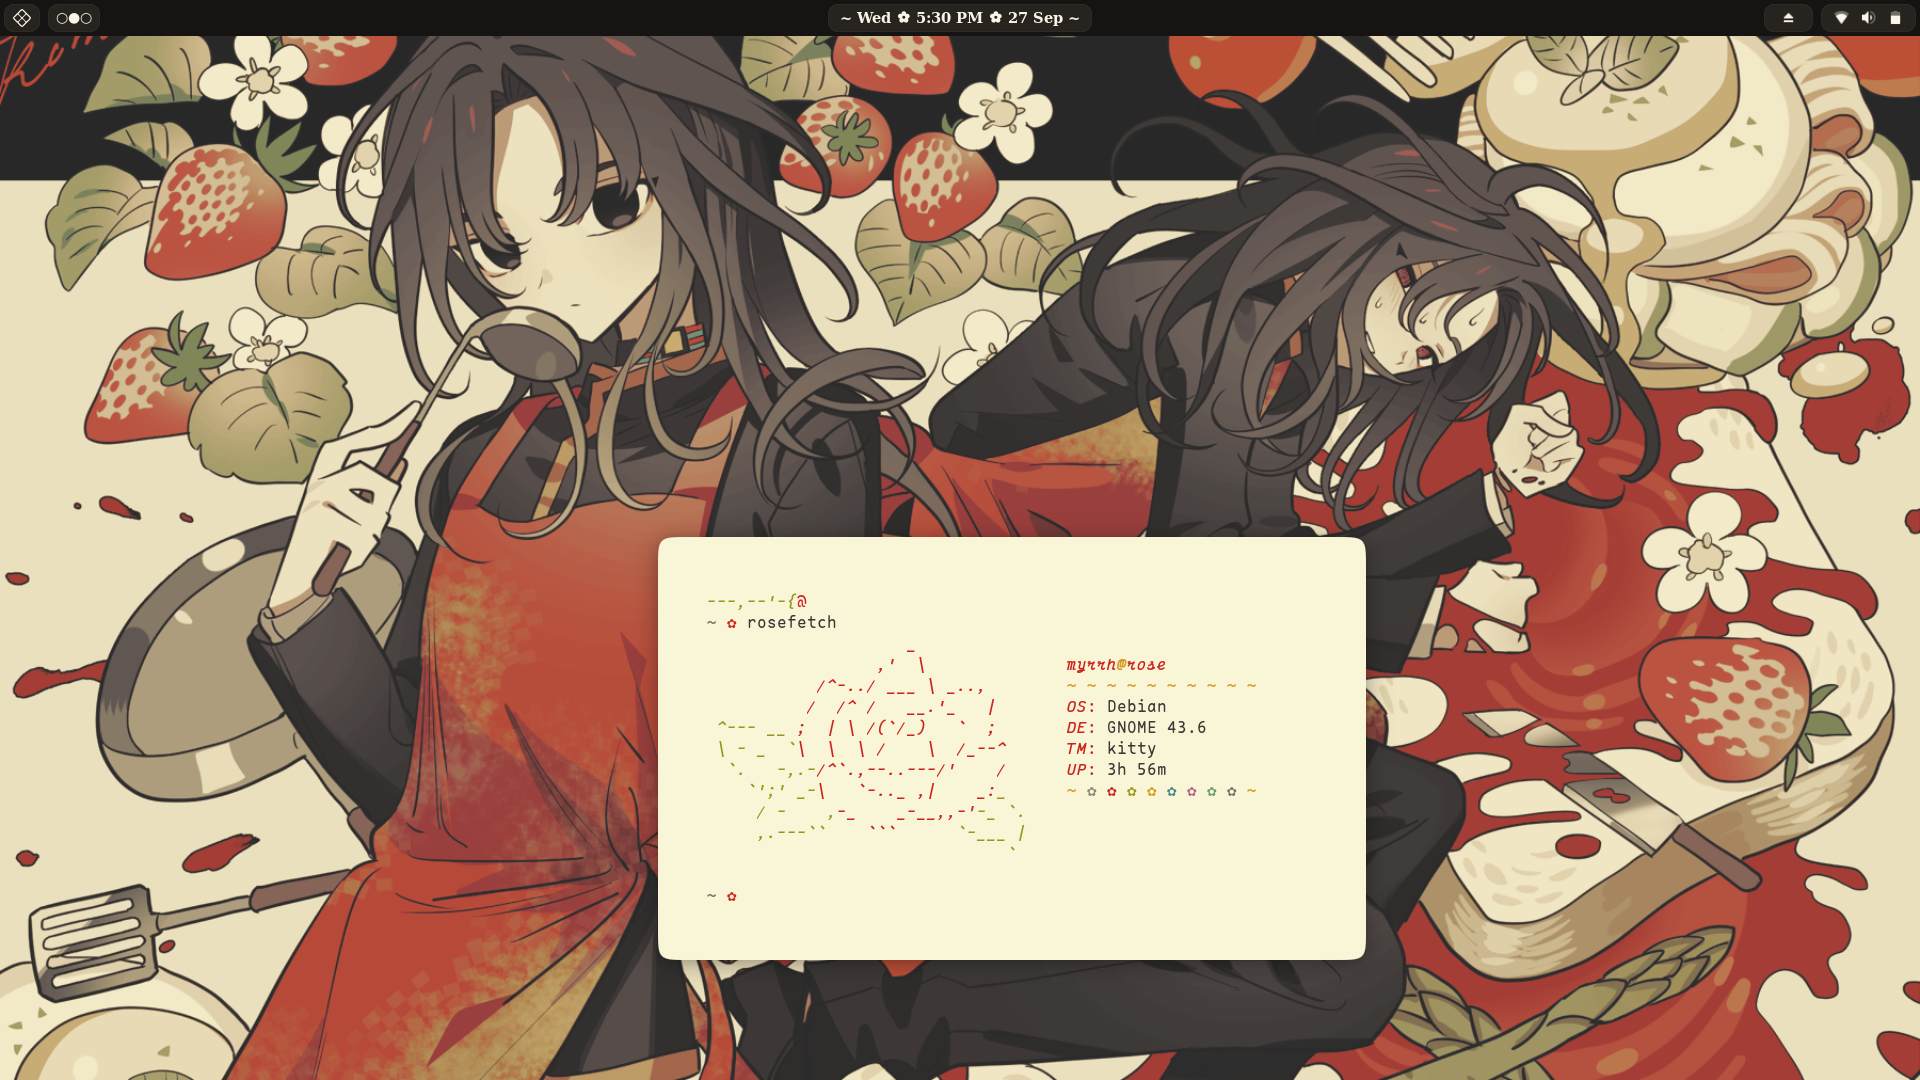 ~ Wed ✿ 5:30 PM ✿ 27 Sep ~
---,--'-{@
~ ✿ rosefetch
myrrh@rose
~ ~ ~ ~ ~ ~ ~ ~ ~ ~
OS: Debian
DE: GNOME 43.6
TM: kitty
UP: 3h 56m
~ ✿ ✿ ✿ ✿ ✿ ✿ ✿ ✿ ~
~ ✿